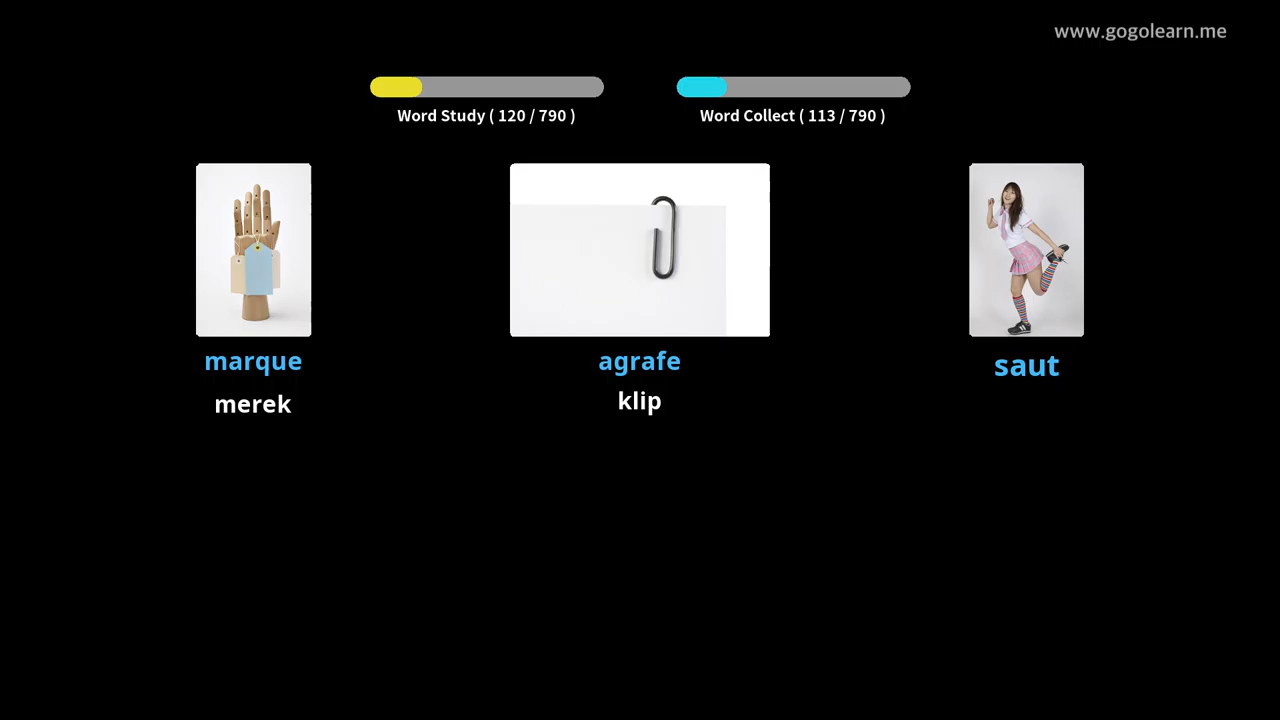 www.gogolearn.me
Word Study ( 120 / 790 )
Word Collect ( 113 / 790 )
marque
merek
agrafe
klip
saut